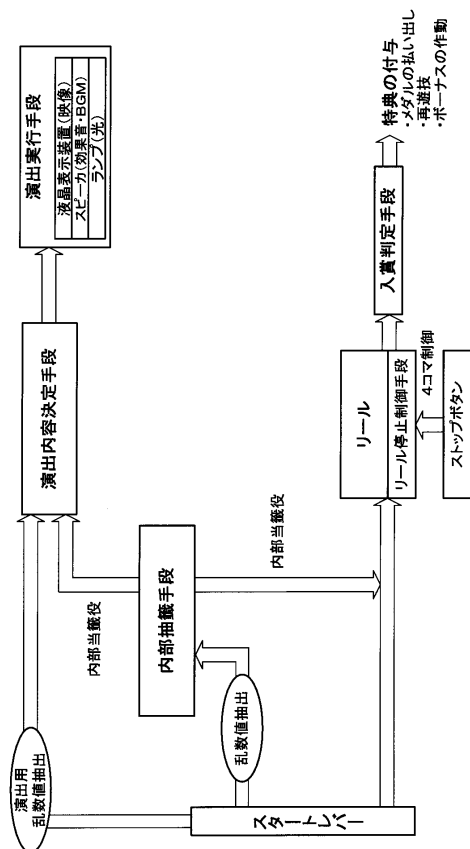 演出用
乱数値抽出
演出内容決定手段
演出実行手段
液晶表示装置(映像)
スピーカ(効果音・BGM)
ランプ(光)
内部当籤役
内部抽籤手段
内部当籤役
乱数値抽出
スタートレバー
リール
リール停止制御手段
4コマ制御
ストップボタン
入賞判定手段
特典の付与
・メダルの払い出し
・再遊技
・ボーナスの作動